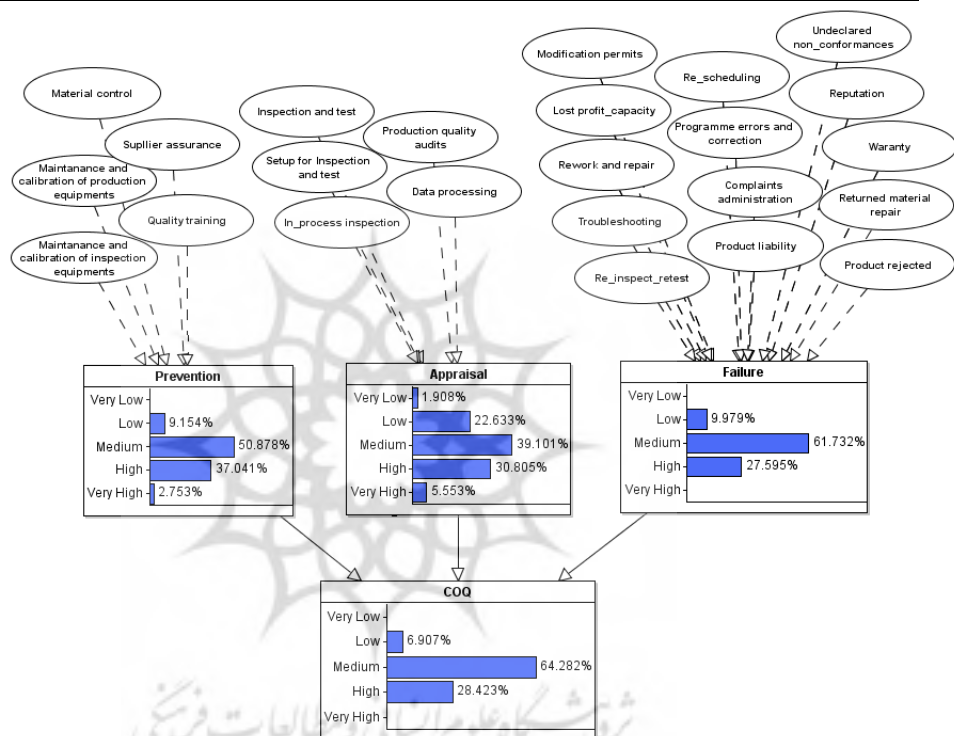 Material control
Supllier assurance
Maintanance and
calibration of production
equipments
Quality training
Maintanance and
calibration of inspection
equipments
Inspection and test
Production quality
audits
Setup for Inspection
and test
Data processing
In_process inspection
Modification permits
Undeclared
non_conformances
Re_scheduling
Reputation
Lost profit_capacity
Programme errors and
correction
Waranty
Rework and repair
Complaints
administration
Returned material
repair
Troubleshooting
Product liability
Product rejected
Re_inspect_retest
Prevention
Very Low
Low 9.154%
Medium 50.878%
High 37.041%
Very High 2.753%
Appraisal
Very Low 1.908%
Low 22.633%
Medium 39.101%
High 30.805%
Very High 5.553%
Failure
Very Low
Low 9.979%
Medium 61.732%
High 27.595%
Very High
COQ
Very Low
Low 6.907%
Medium 64.282%
High 28.423%
Very High